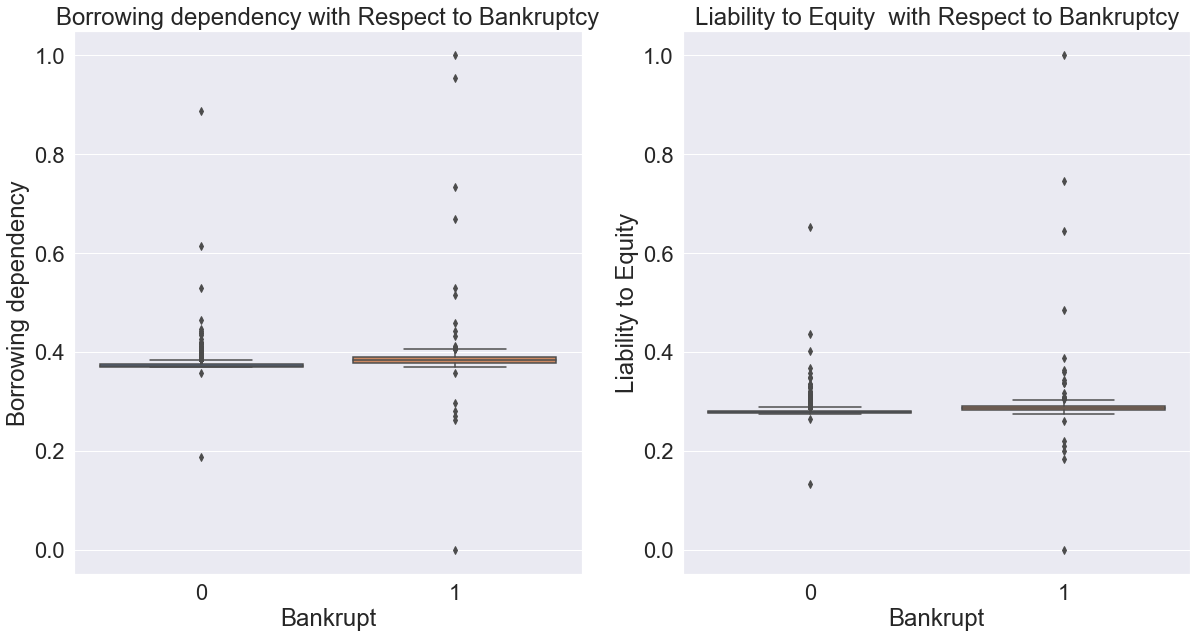 Borrowing dependency with Respect to Bankruptcy
1.0
0.8
0.6
0.4
0.2
0.0
Borrowing dependency
0 1
Bankrupt
Liability to Equity  with Respect to Bankruptcy
1.0
0.8
0.6
0.4
0.2
0.0
Liability to Equity
0 1
Bankrupt